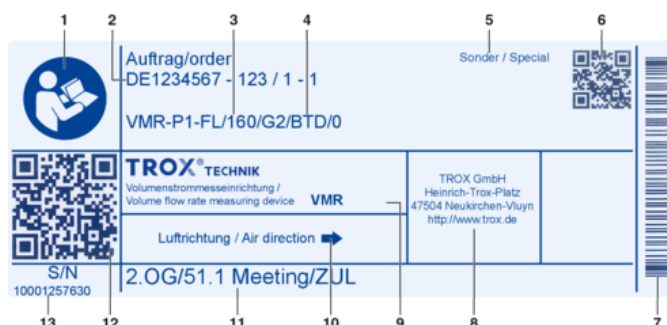 1 2 3 4 5 6
Auftrag/order
DE1234567 - 123 / 1 - 1
Sonder / Special
VMR-P1-FL/160/G2/BTD/0
TROX® TECHNIK
Volumenstrommesseinrichtung /
Volume flow rate measuring device VMR
TROX GmbH
Heinrich-Trox-Platz
47504 Neukirchen-Vluyn
http://www.trox.de
Luftrichtung / Air direction
S/N
10001257630
2.OG/51.1 Meeting/ZUL
13 12 11 10 9 8 7